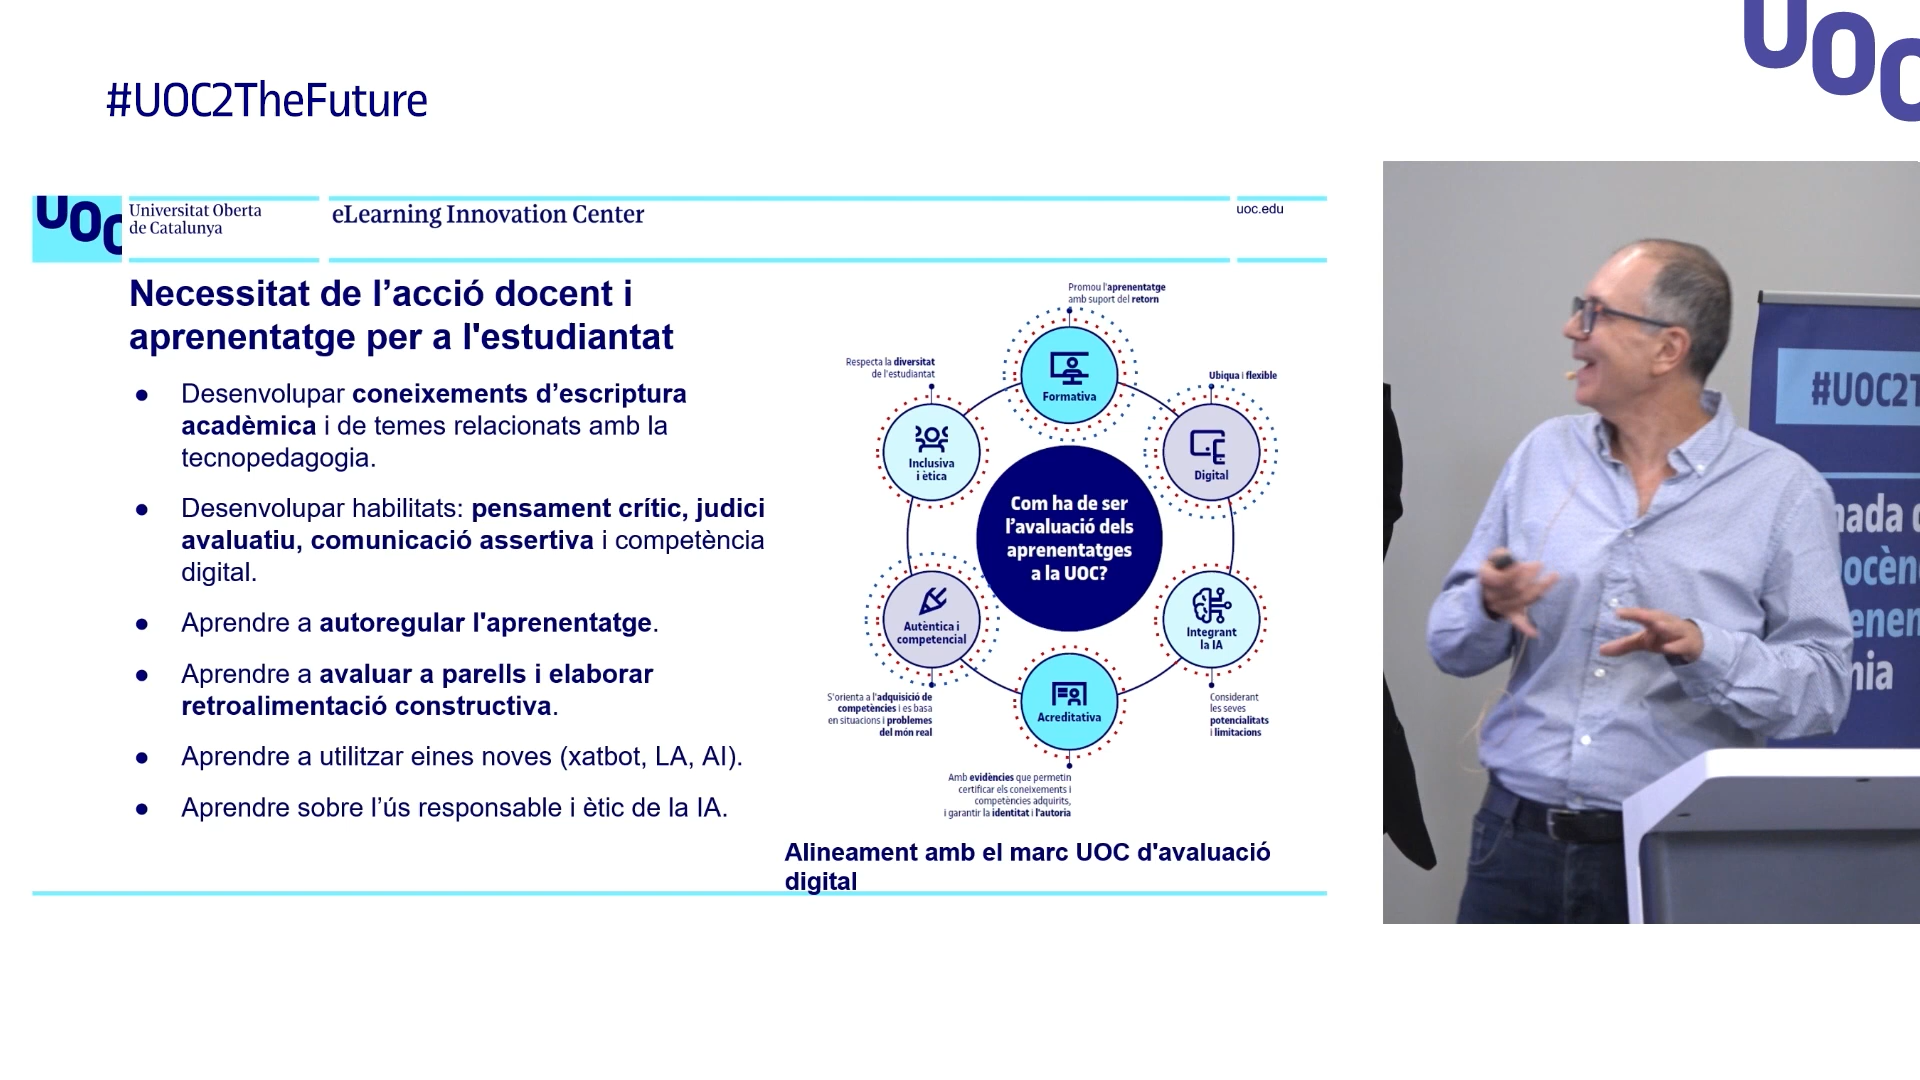 UOC
#UOC2TheFuture
UOC
Universitat Oberta
de Catalunya
eLearning Innovation Center
uoc.edu
Necessitat de l’acció docent i
aprenentatge per a l'estudiantat
● Desenvolupar coneixements d’escriptura
acadèmica i de temes relacionats amb la
tecnopedagogia.
● Desenvolupar habilitats: pensament crític, judici
avaluatiu, comunicació assertiva i competència
digital.
● Aprendre a autoregular l'aprenentatge.
● Aprendre a avaluar a parells i elaborar
retroalimentació constructiva.
● Aprendre a utilitzar eines noves (xatbot, LA, AI).
● Aprendre sobre l’ús responsable i ètic de la IA.
Promou l'aprenentatge
amb suport del retorn
Formativa
Respecta la diversitat
de l'estudiantat
Inclusiva
i ètica
Ubiqua i flexible
Digital
Com ha de ser
l’avaluació dels
aprenentatges
a la UOC?
Autèntica i
competencial
S'orienta a l'adquisició de
competències i es basa
en situacions i problemes
del món real
Integrant
la IA
Considerant
les seves
potencialitats
i limitacions
Acreditativa
Amb evidències que permetin
certificar els coneixements i
competències adquirits,
i garantir la identitat i l'autoria
Alineament amb el marc UOC d'avaluació
digital
#UOC2T